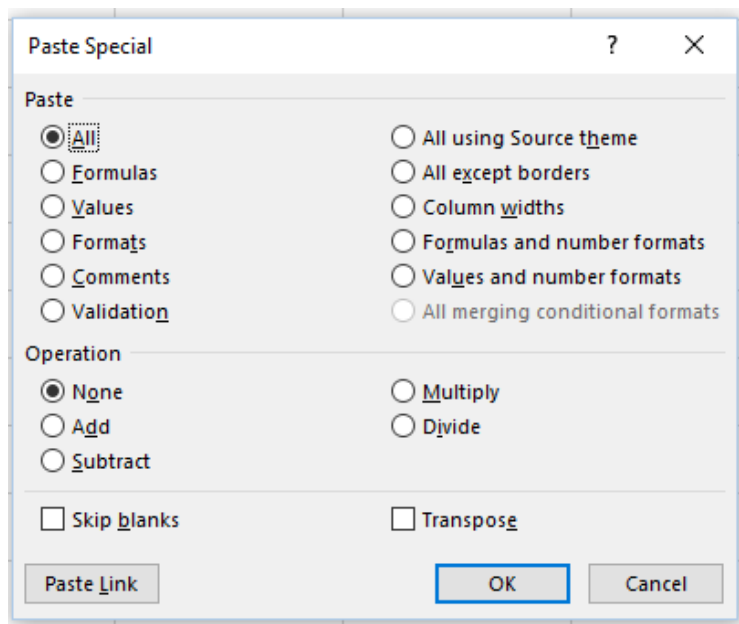 Paste Special ?
Paste
All
All using Source theme
Formulas
All except borders
Values
Column widths
Formats
Formulas and number formats
Comments
Values and number formats
Validation
All merging conditional formats
Operation
None
Multiply
Add
Divide
Subtract
Skip blanks
Transpose
Paste Link
OK
Cancel